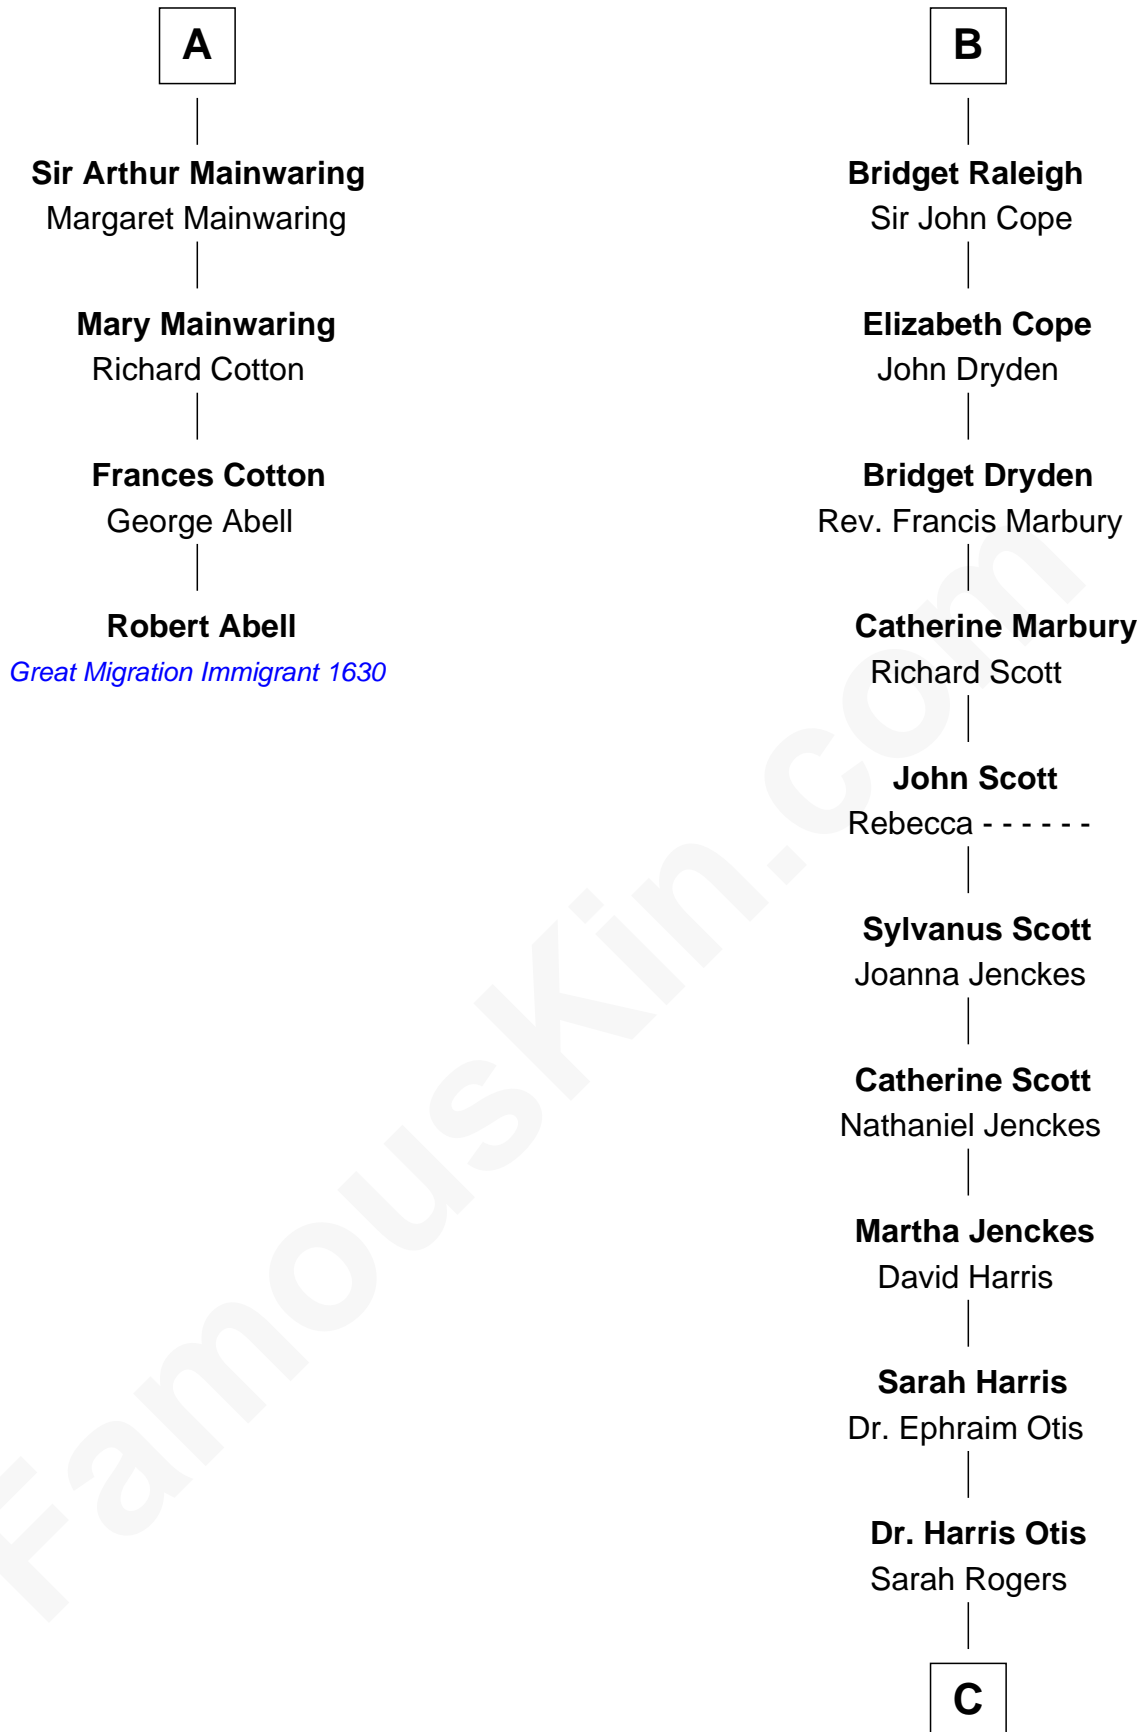 A
Sir Arthur Mainwaring
Margaret Mainwaring
Mary Mainwaring
Richard Cotton
Frances Cotton
George Abell
Robert Abell
Great Migration Immigrant 1630
B
Bridget Raleigh
Sir John Cope
Elizabeth Cope
John Dryden
Bridget Dryden
Rev. Francis Marbury
Catherine Marbury
Richard Scott
John Scott
Rebecca - - - - - -
Sylvanus Scott
Joanna Jenckes
Catherine Scott
Nathaniel Jenckes
Martha Jenckes
David Harris
Sarah Harris
Dr. Ephraim Otis
Dr. Harris Otis
Sarah Rogers
C
FamousKin.com